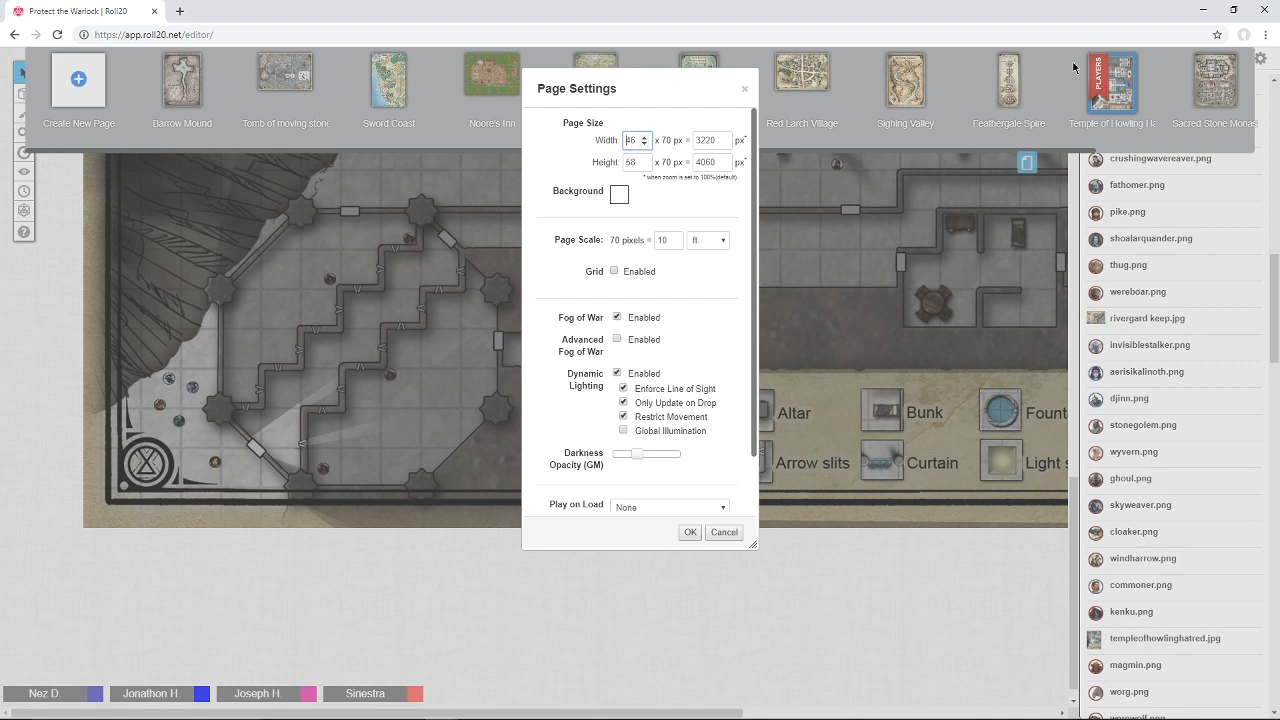 Protect the Warlock | Roll20
https://app.roll20.net/editor/
Create New Page
Barrow Mound
Tomb of moving stone
Sword Coast
Noore's Inn
Red Larch Village
Sighing Valley
Feathergale Spire
PLAYERS
Temple of Howling Ha
Sacred Stone Monas
Page Settings
×
Page Size
Width: 46 x 70 px = 3220 px*
Height: 58 x 70 px = 4060 px*
* when zoom is set to 100%(default)
Background
Page Scale: 70 pixels = 10 ft.
Grid Enabled
Fog of War Enabled
Advanced Fog of War Enabled
Dynamic Lighting Enabled
Enforce Line of Sight
Only Update on Drop
Restrict Movement
Global Illumination
Darkness Opacity (GM)
Play on Load None
OK Cancel
Altar
Bunk
Fount
Arrow slits
Curtain
Light s
crushingwavereaver.png
fathomer.png
pike.png
shoalarquander.png
thug.png
wereboar.png
rivergard keep.jpg
invisiblestalker.png
aerisikalinoth.png
djinn.png
stonegolem.png
wyvern.png
ghoul.png
skyweaver.png
cloaker.png
windharrow.png
commoner.png
kenku.png
templeofhowlinghatred.jpg
magmin.png
worg.png
werewolf.png
Nez D.
Jonathon H.
Joseph H.
Sinestra